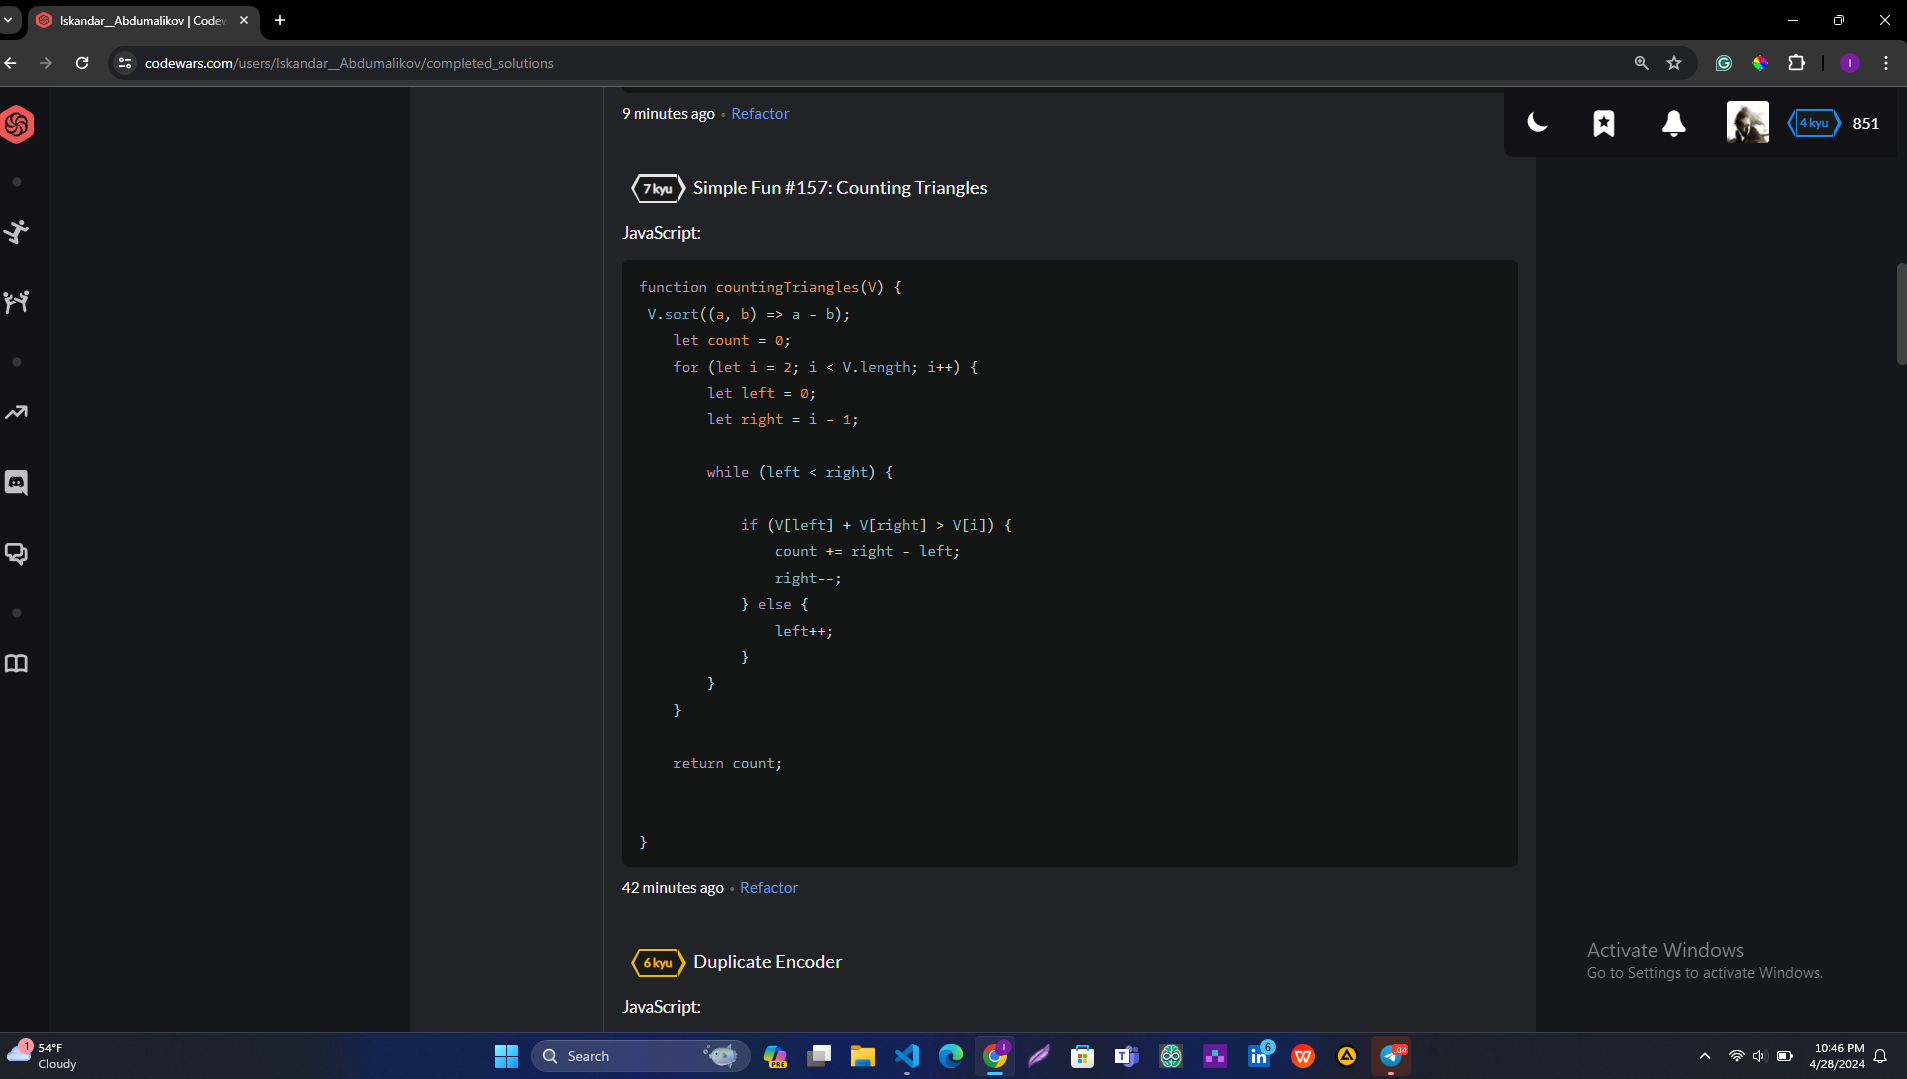 Iskandar__Abdumalikov | Codew
codewars.com/users/Iskandar__Abdumalikov/completed_solutions
I
9 minutes ago • Refactor
4 kyu 851
7 kyu Simple Fun #157: Counting Triangles
JavaScript:
function countingTriangles(V) {
V.sort((a, b) => a - b);
let count = 0;
for (let i = 2; i < V.length; i++) {
let left = 0;
let right = i - 1;
while (left < right) {
if (V[left] + V[right] > V[i]) {
count += right - left;
right--;
} else {
left++;
}
}
}
return count;
}
42 minutes ago • Refactor
6 kyu Duplicate Encoder
JavaScript:
Activate Windows
Go to Settings to activate Windows.
1
54°F
Cloudy
Search
PRE
6
10:46 PM
4/28/2024